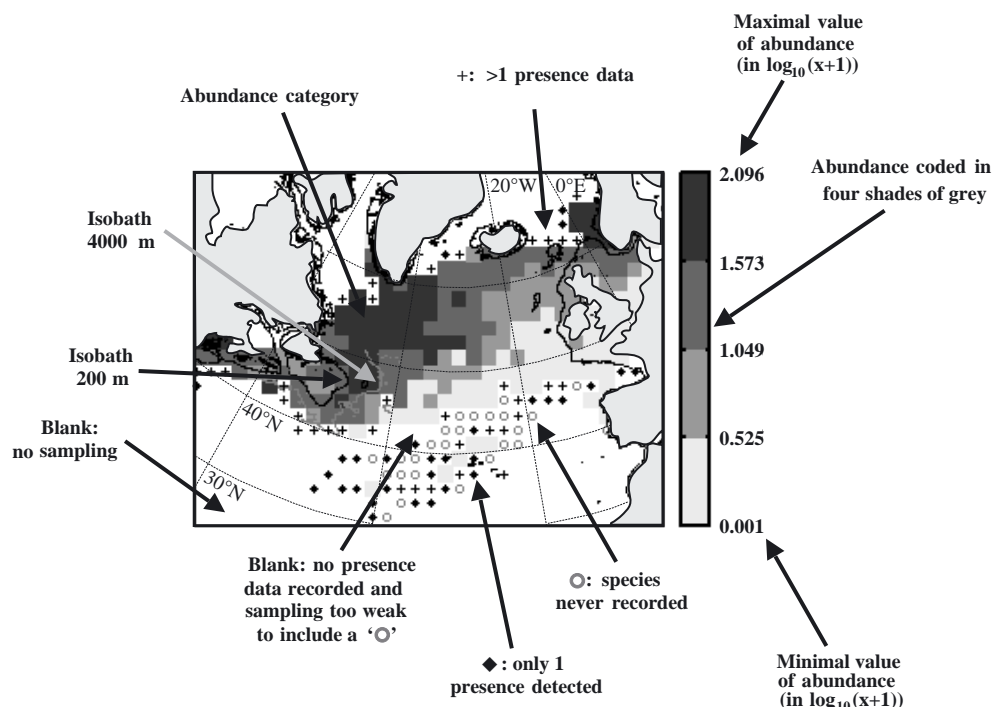 Maximal value
of abundance
(in log10(x+1))
+: >1 presence data
Abundance category
Abundance coded in
four shades of grey
Isobath
4000 m
Isobath
200 m
Blank:
no sampling
20°W
0°E
40°N
30°N
2.096
1.573
1.049
0.525
0.001
Blank: no presence
data recorded and
sampling too weak
to include a ‘○’
○: species
never recorded
◆: only 1
presence detected
Minimal value
of abundance
(in log10(x+1))